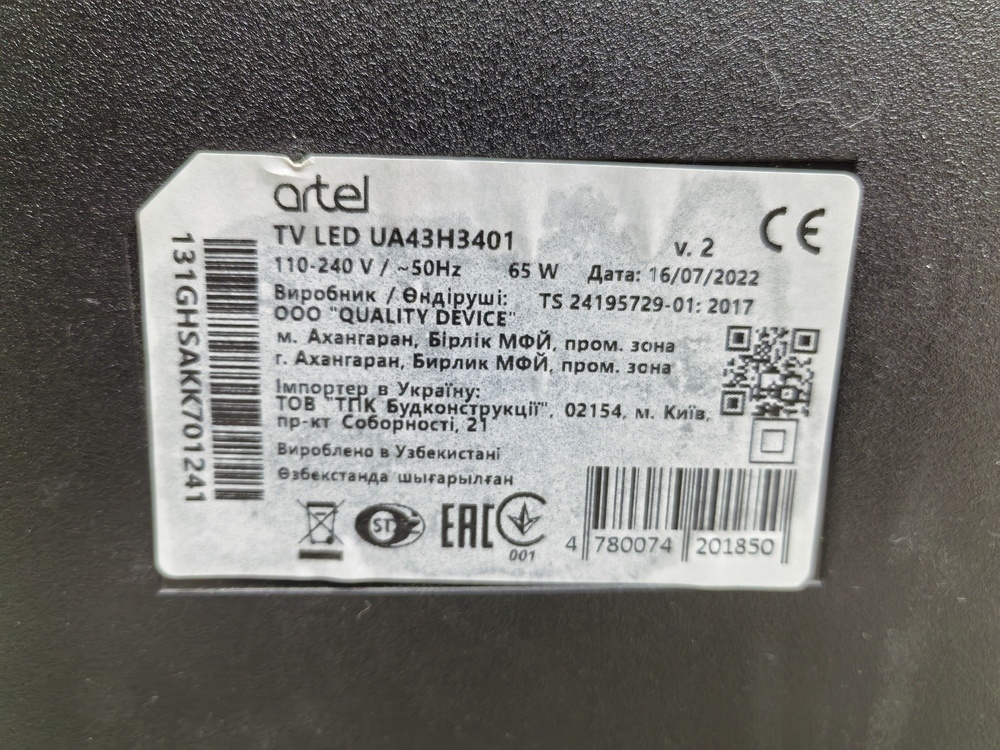 artel
TV LED UA43H3401
v. 2
CE
110-240 V / ~50Hz 65 W Дата: 16/07/2022
Виробник / Өндіруші: TS 24195729-01: 2017
ООО "QUALITY DEVICE"
м. Ахангаран, Бірлік МФЙ, пром. зона
г. Ахангаран, Бирлик МФЙ, пром. зона
Імпортер в Україну:
ТОВ "ТПК Будконструкції", 02154, м. Київ,
пр-кт Соборності, 21
Вироблено в Узбекистані
Өзбекстанда шығарылған
131GHSAKK701241
ST
EAC
001
4 780074 201850